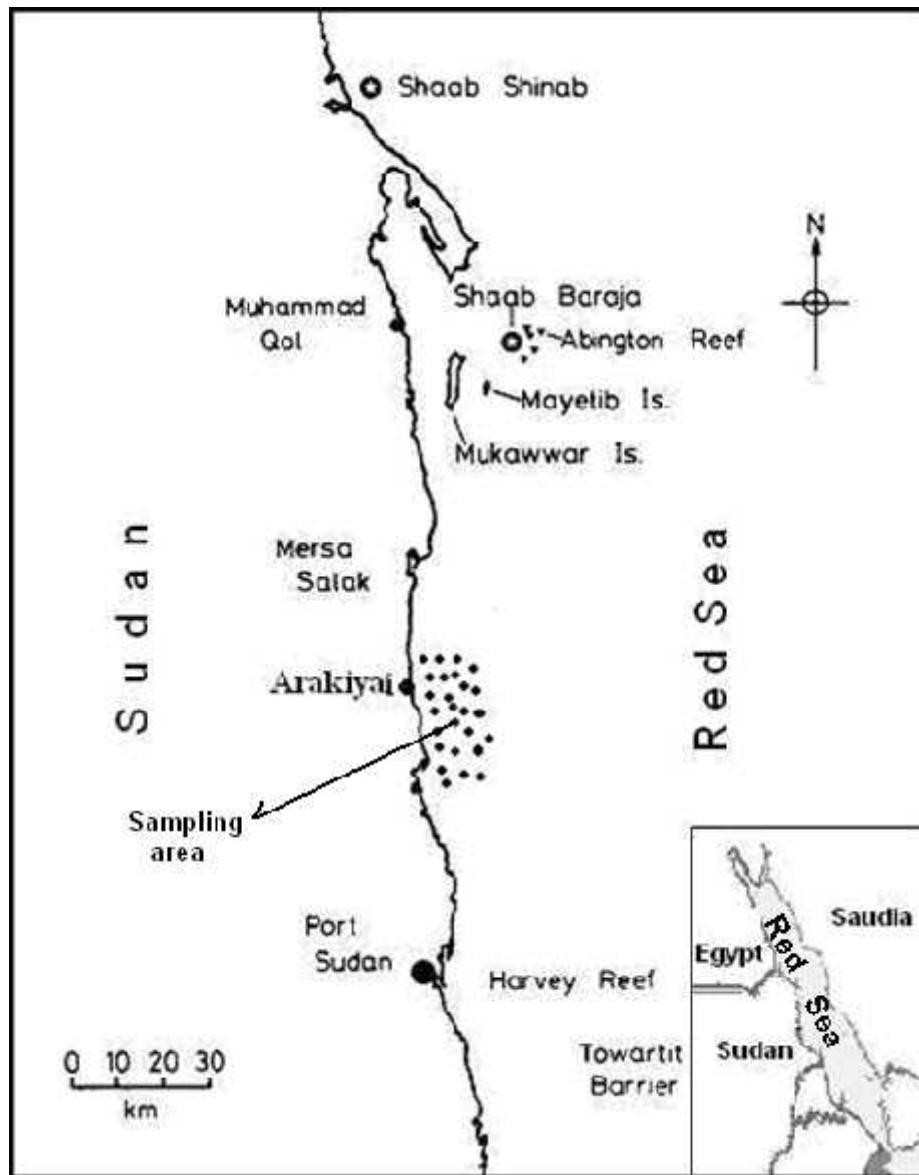 Shaab Shinab
N
Shaab Baraja
Muhammad
Qol
Abington Reef
Mayetib Is.
Mukawwar Is.
Sudan
Red Sea
Mersa
Salak
Arakiyai
Sampling
area
Port
Sudan
Harvey Reef
Towartit
Barrier
0 10 20 30
km
Saudia
Egypt
Red
Sea
Sudan